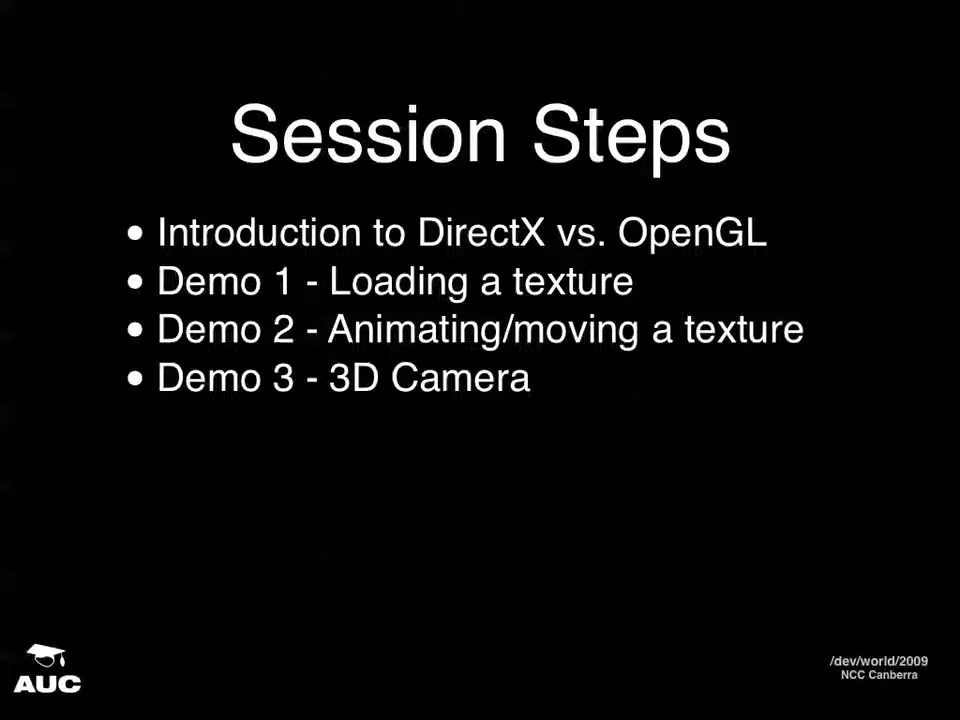 Session Steps
• Introduction to DirectX vs. OpenGL
• Demo 1 - Loading a texture
• Demo 2 - Animating/moving a texture
• Demo 3 - 3D Camera
AUC
/dev/world/2009
NCC Canberra